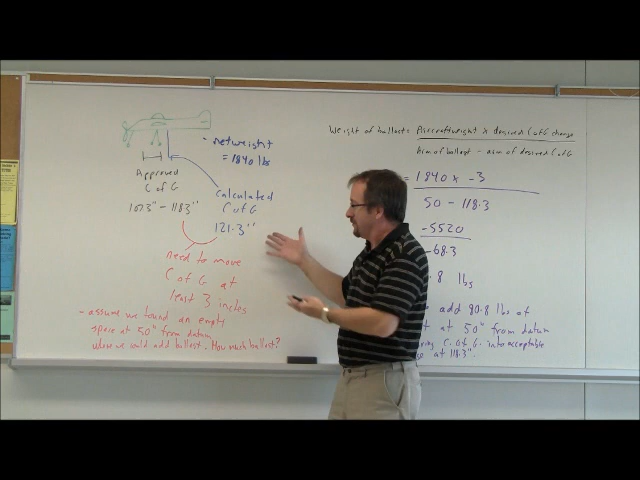 - net weight
= 1840 lbs
Approved
C of G
107.3" - 118.3"
Calculated
C of G
121.3"
need to move
C of G at
least 3 inches
- assume we found an empty
space at 50" from datum
where we could add ballast. How much ballast?
Weight of ballast = Aircraft weight x desired C of G change
Arm of ballast - arm of desired C of G
= 1840 x -3
50 - 118.3
-5520
-68.3
8 lbs
add 80.8 lbs of
at 50" from datum
C. of G. into acceptable
at 118.3".